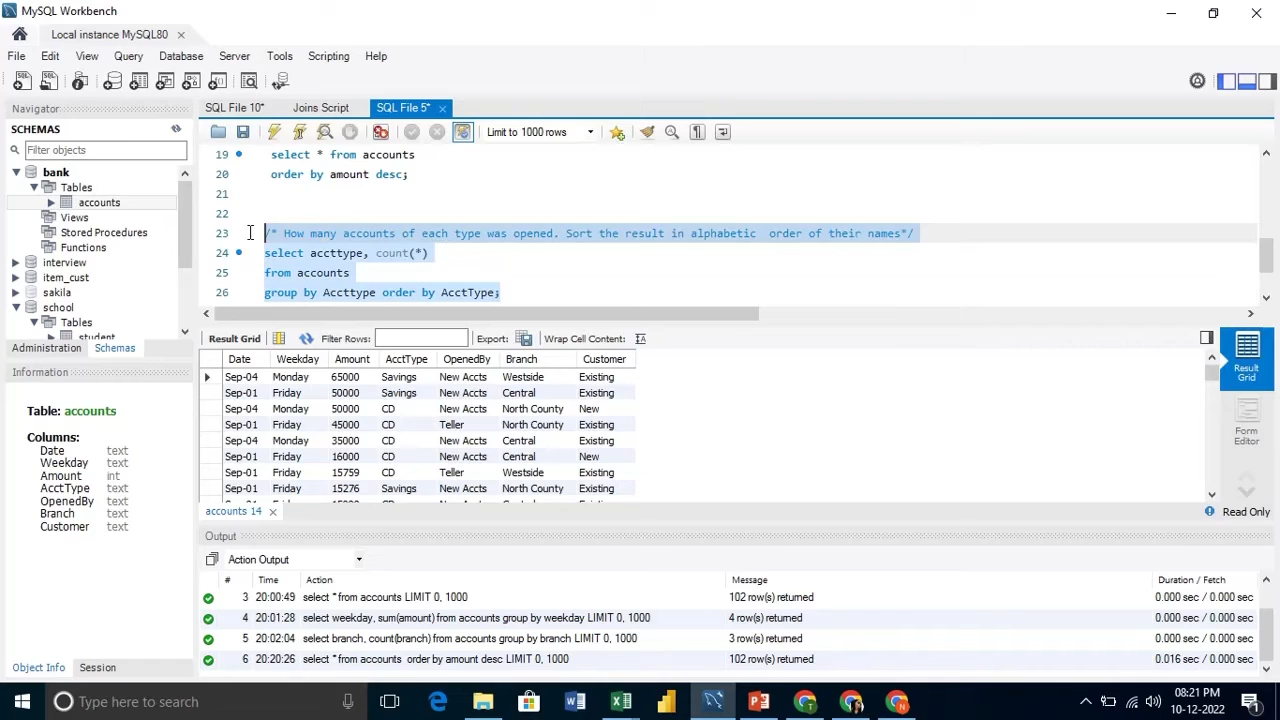 MySQL Workbench
Local instance MySQL80
File Edit View Query Database Server Tools Scripting Help
Navigator
SCHEMAS
Filter objects
bank
Tables
accounts
Views
Stored Procedures
Functions
interview
item_cust
sakila
school
Tables
student
Administration Schemas
Information
Table: accounts
Columns:
Date text
Weekday text
Amount int
AcctType text
OpenedBy text
Branch text
Customer text
Object Info Session
SQL File 10* Joins Script SQL File 5*
Limit to 1000 rows
19 select * from accounts
20 order by amount desc;
21
22
23 /* How many accounts of each type was opened. Sort the result in alphabetic  order of their names*/
24 select accttype, count(*)
25 from accounts
26 group by Accttype order by AcctType;
Result Grid Filter Rows: Export: Wrap Cell Content:
Date Weekday Amount AcctType OpenedBy Branch Customer
Sep-04 Monday 65000 Savings New Accts Westside Existing
Sep-01 Friday 50000 Savings New Accts Central Existing
Sep-04 Monday 50000 CD New Accts North County New
Sep-01 Friday 45000 CD Teller North County Existing
Sep-04 Monday 35000 CD New Accts Central Existing
Sep-01 Friday 16000 CD New Accts Central New
Sep-01 Friday 15759 CD Teller Westside Existing
Sep-01 Friday 15276 Savings New Accts North County Existing
Result Grid
Form Editor
accounts 14
Read Only
Output
Action Output
# Time Action Message Duration / Fetch
3 20:00:49 select * from accounts LIMIT 0, 1000 102 row(s) returned 0.000 sec / 0.000 sec
4 20:01:28 select weekday, sum(amount) from accounts group by weekday LIMIT 0, 1000 4 row(s) returned 0.000 sec / 0.000 sec
5 20:02:04 select branch, count(branch) from accounts group by branch LIMIT 0, 1000 3 row(s) returned 0.000 sec / 0.000 sec
6 20:20:26 select * from accounts  order by amount desc LIMIT 0, 1000 102 row(s) returned 0.016 sec / 0.000 sec
Type here to search
08:21 PM
10-12-2022